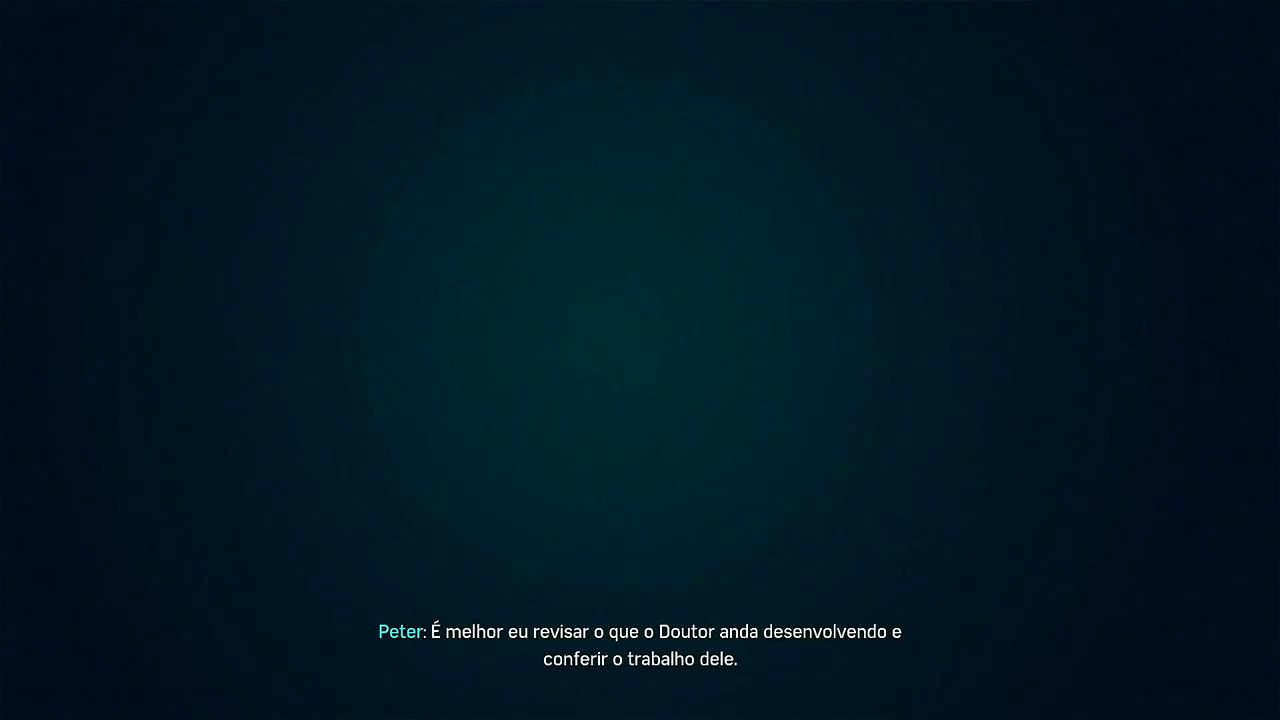 Peter: É melhor eu revisar o que o Doutor anda desenvolvendo e
conferir o trabalho dele.